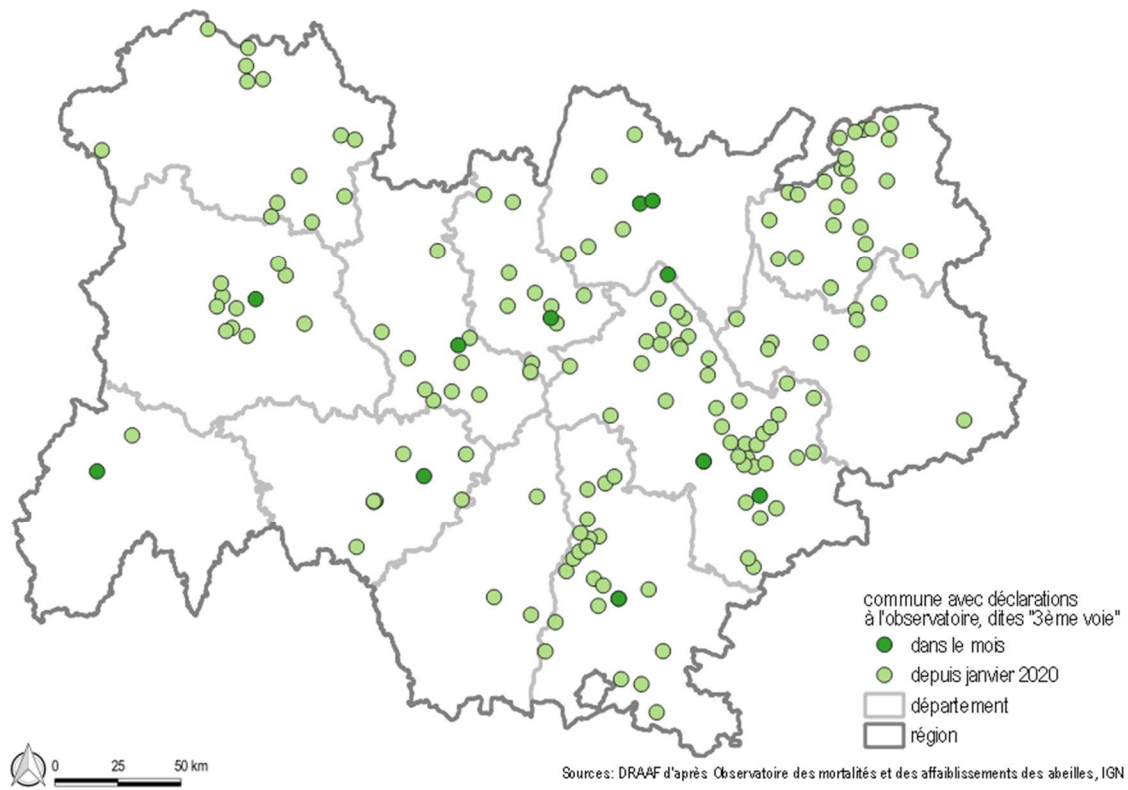 commune avec déclarations
à l'observatoire, dites "3ème voie"
dans le mois
depuis janvier 2020
département
région
0 25 50 km
Sources: DRAAF d'après Observatoire des mortalités et des affaiblissements des abeilles, IGN